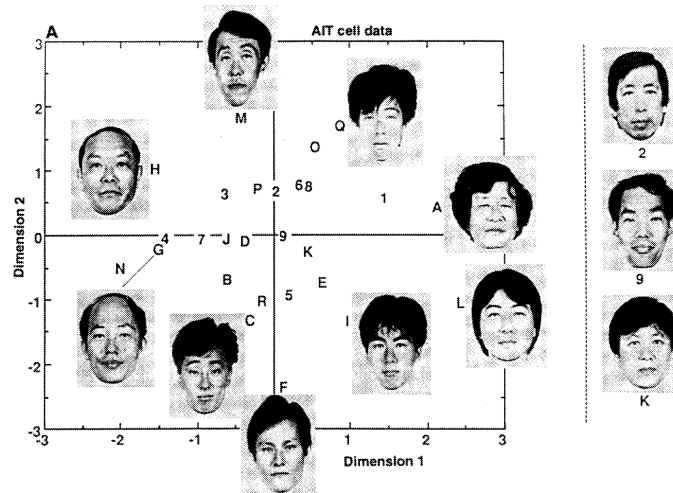 A AIT cell data
3
M
2
2
Q
O
H
1
3 P 2 6 8
1
A
9
0 4 7 J D 9
G
K
Dimension 2
N
B
E
-1
R 5
L
C
I
K
-2
F
-3
-3 -2 -1 0 1 2 3
Dimension 1